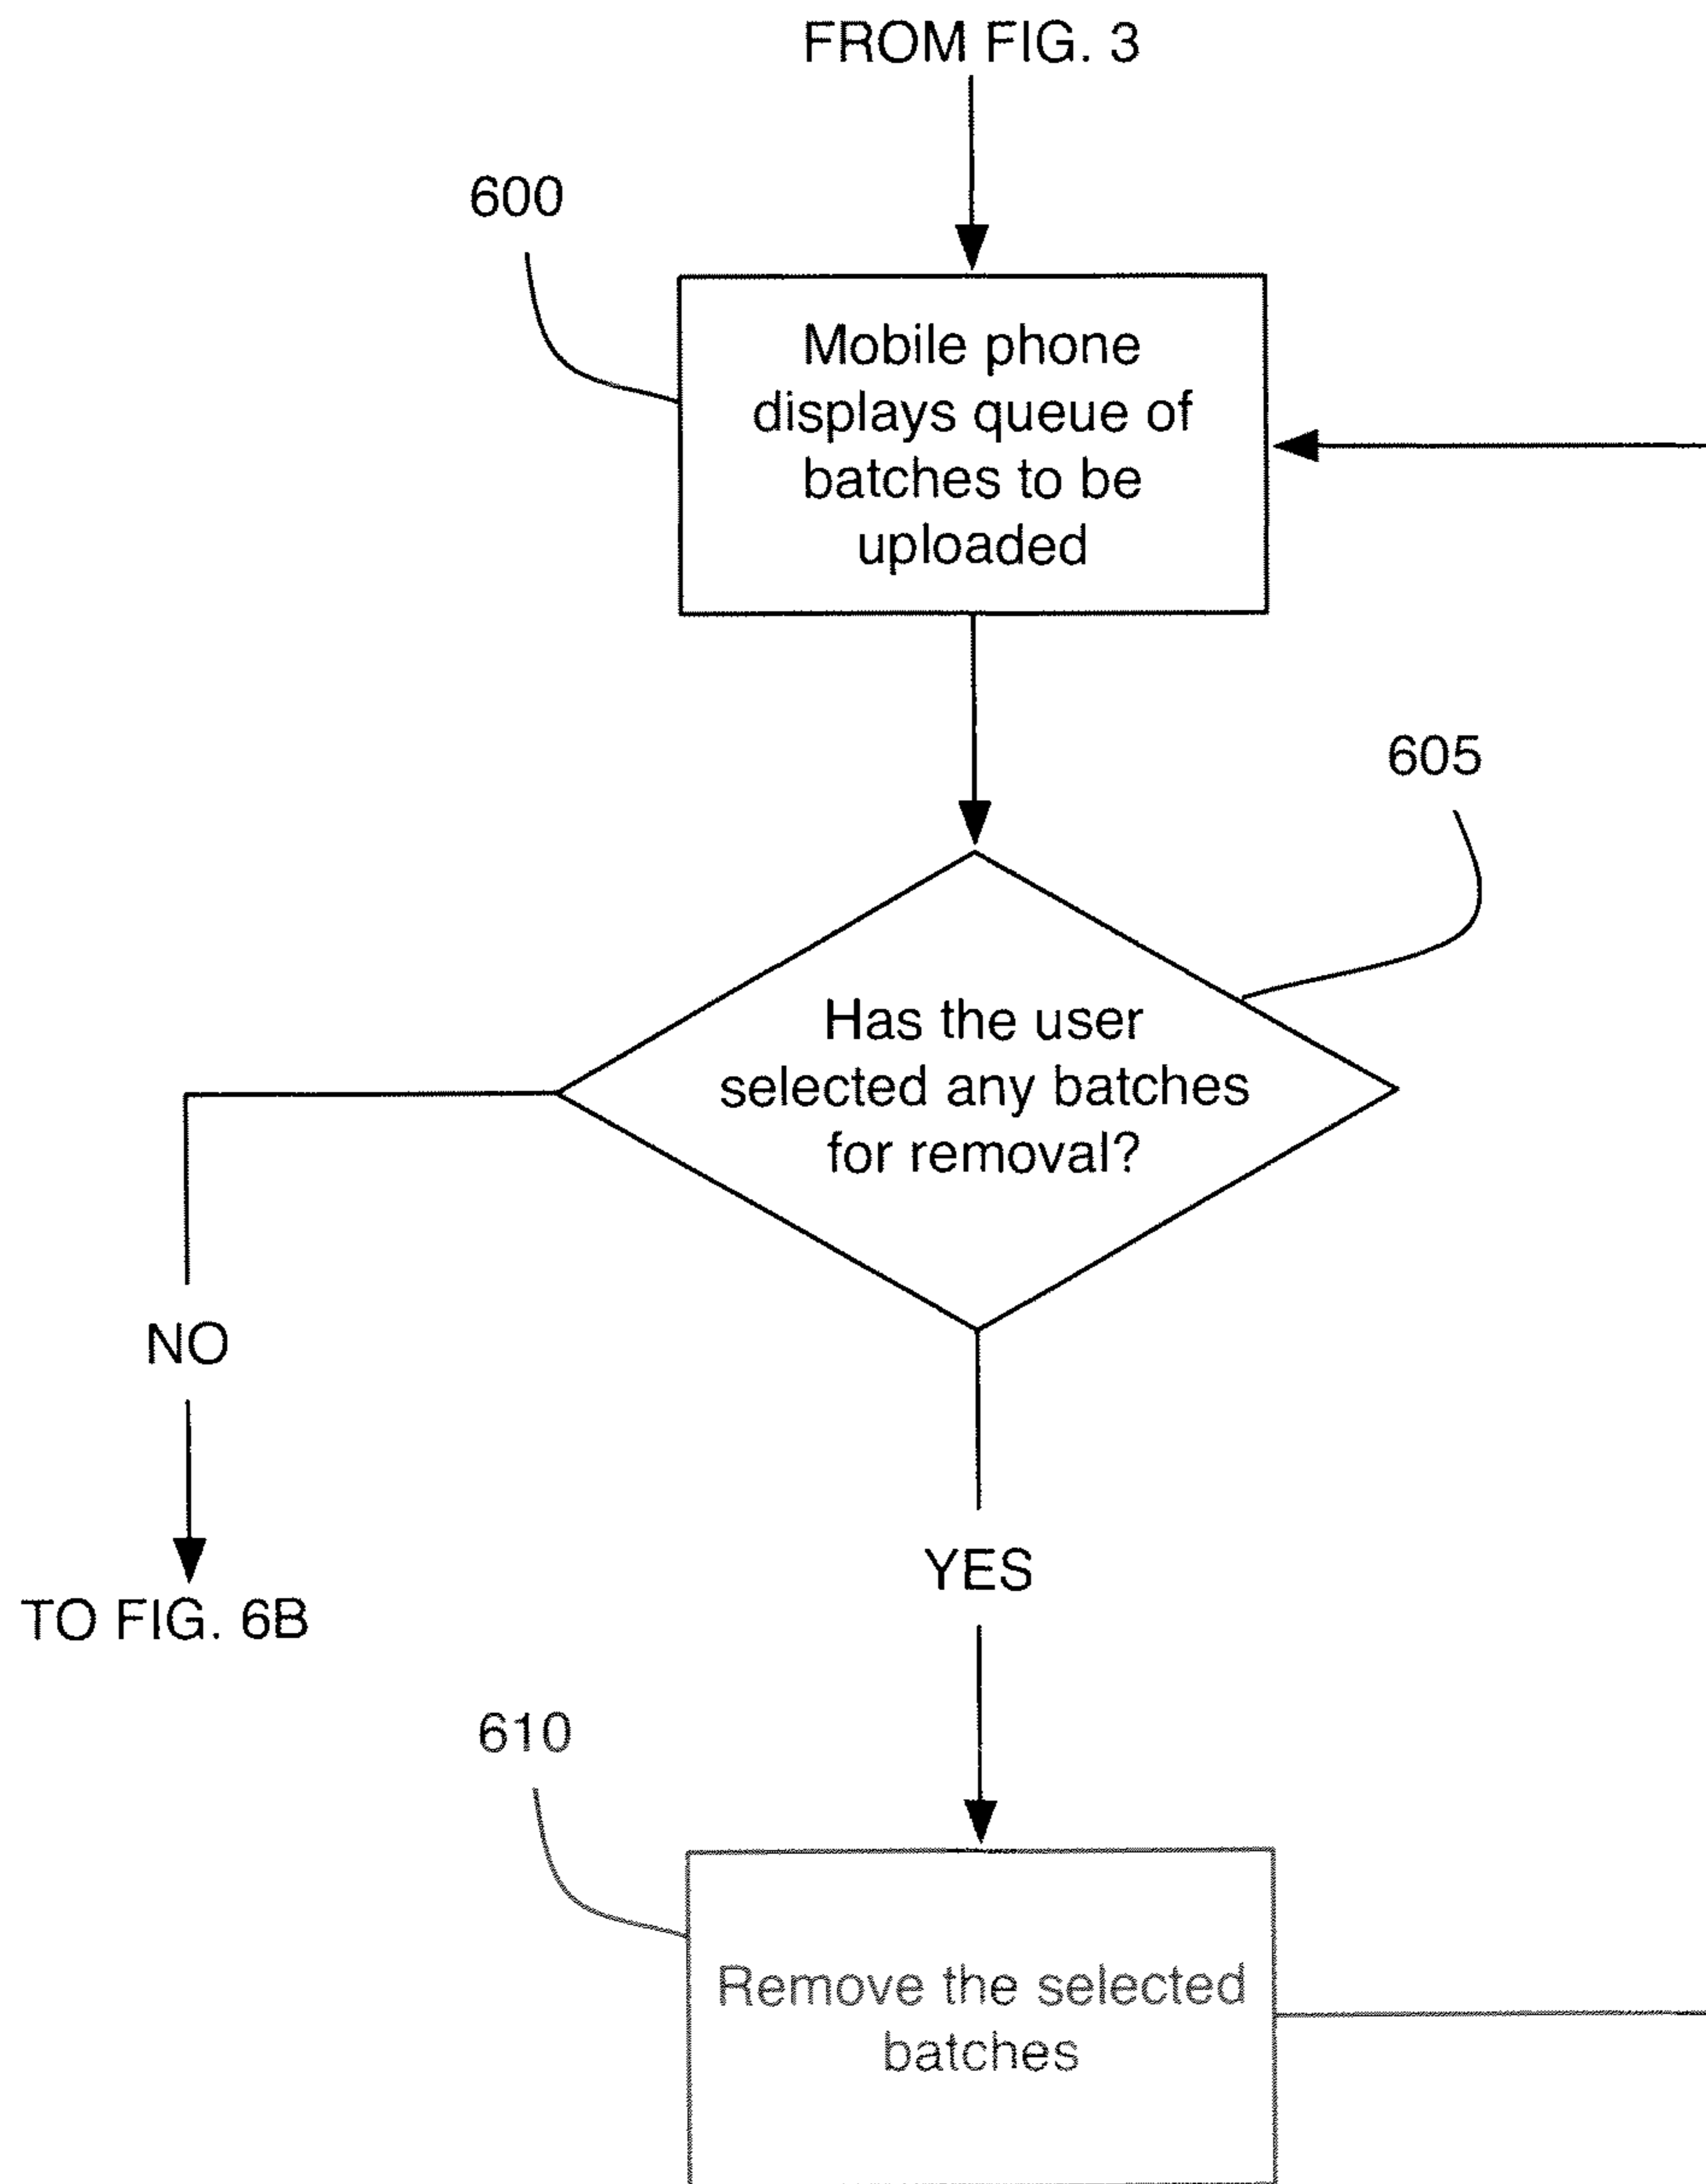 FROM FIG. 3
600
Mobile phone
displays queue of
batches to be
uploaded
605
Has the user
selected any batches
for removal?
NO
YES
TO FIG. 6B
610
Remove the selected
batches